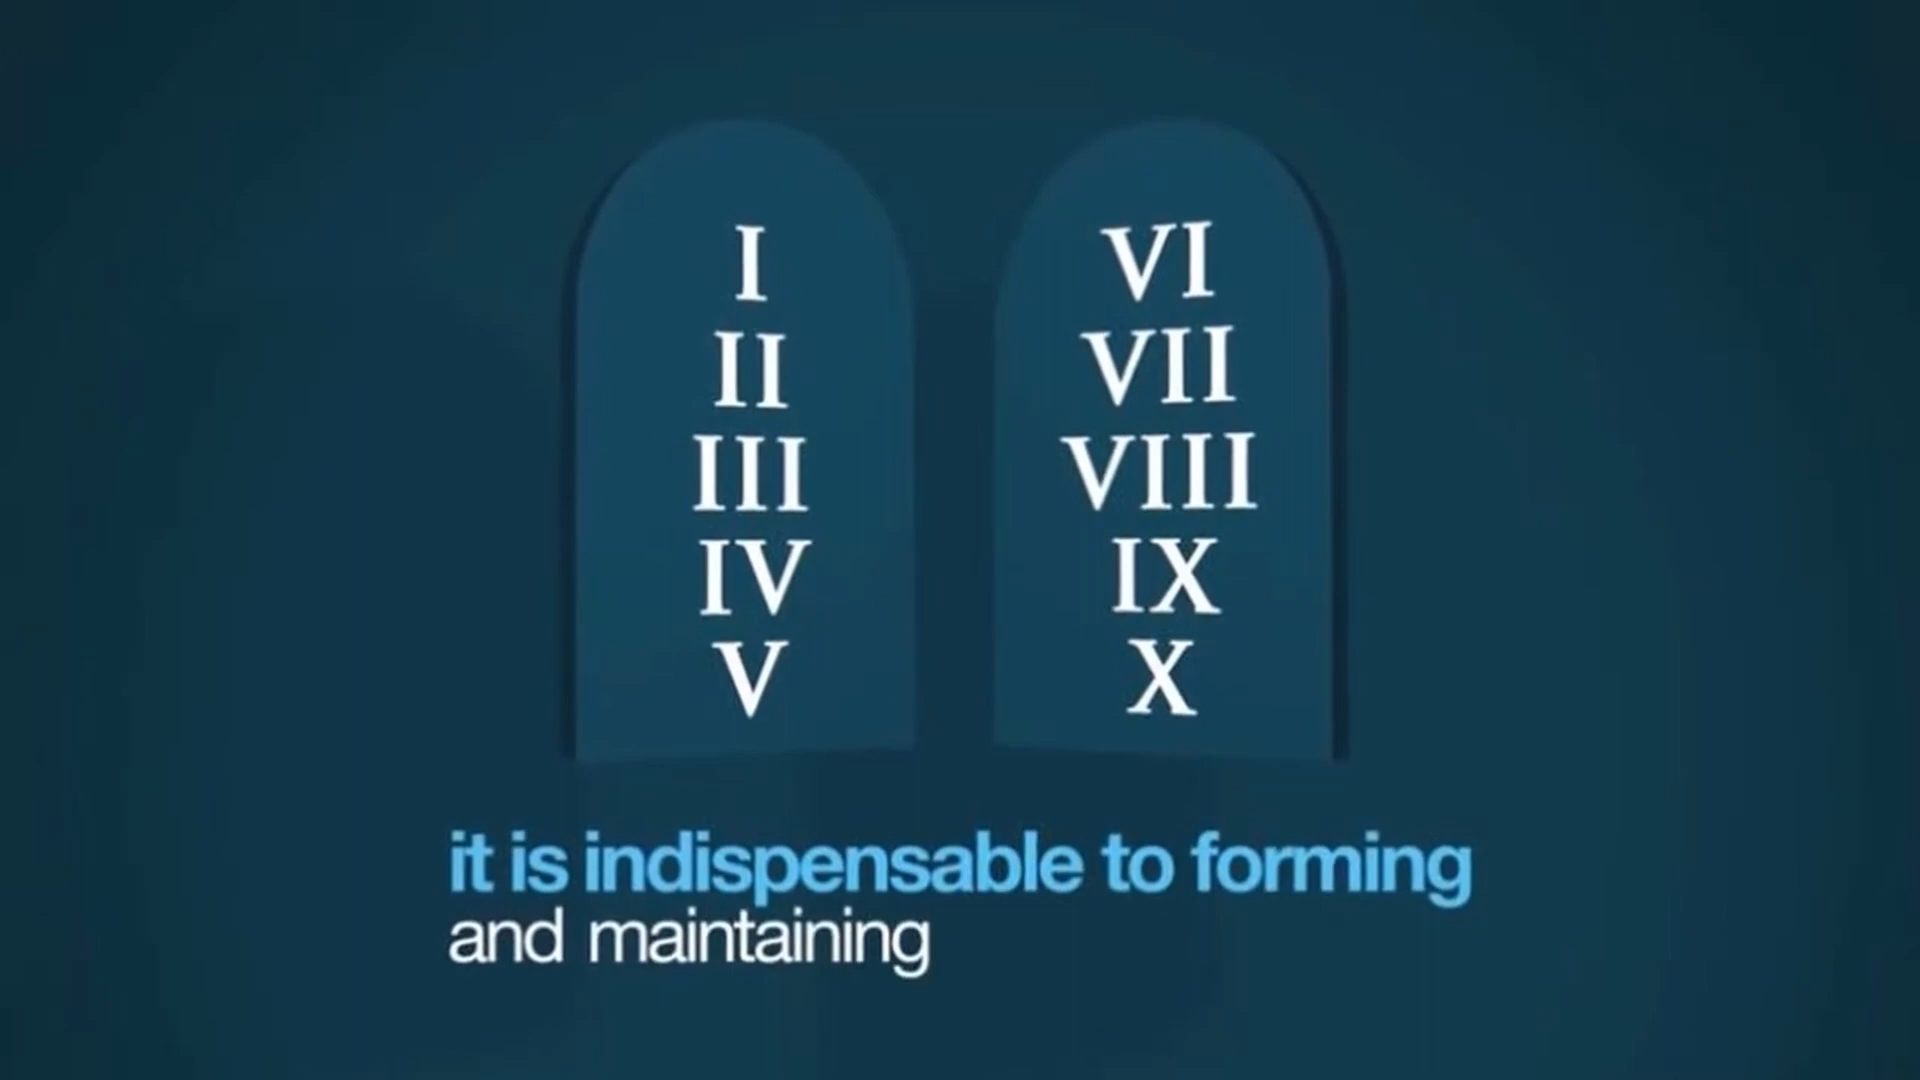 I
II
III
IV
V
VI
VII
VIII
IX
X
it is indispensable to forming
and maintaining